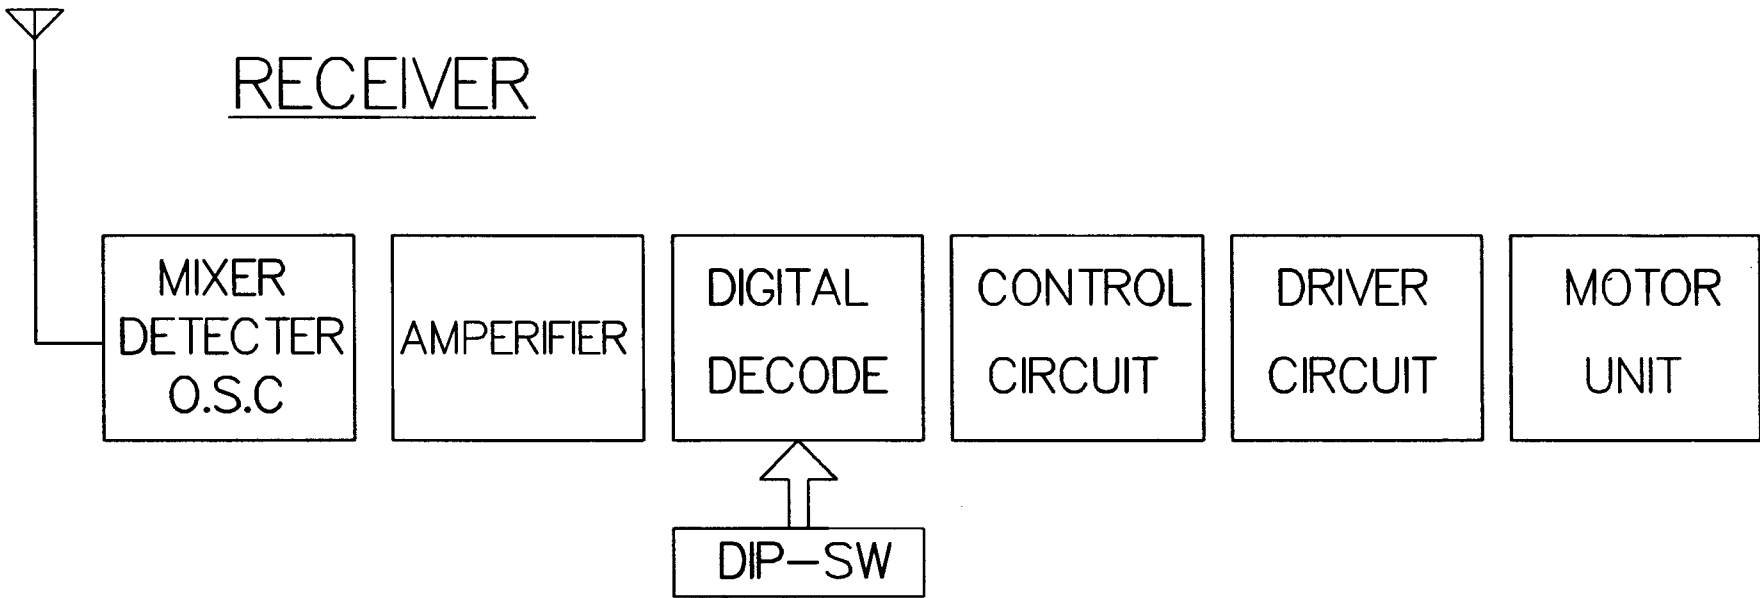 RECEIVER
MIXER
DETECTER
O.S.C
AMPERIFIER
DIGITAL
DECODE
CONTROL
CIRCUIT
DRIVER
CIRCUIT
MOTOR
UNIT
DIP-SW